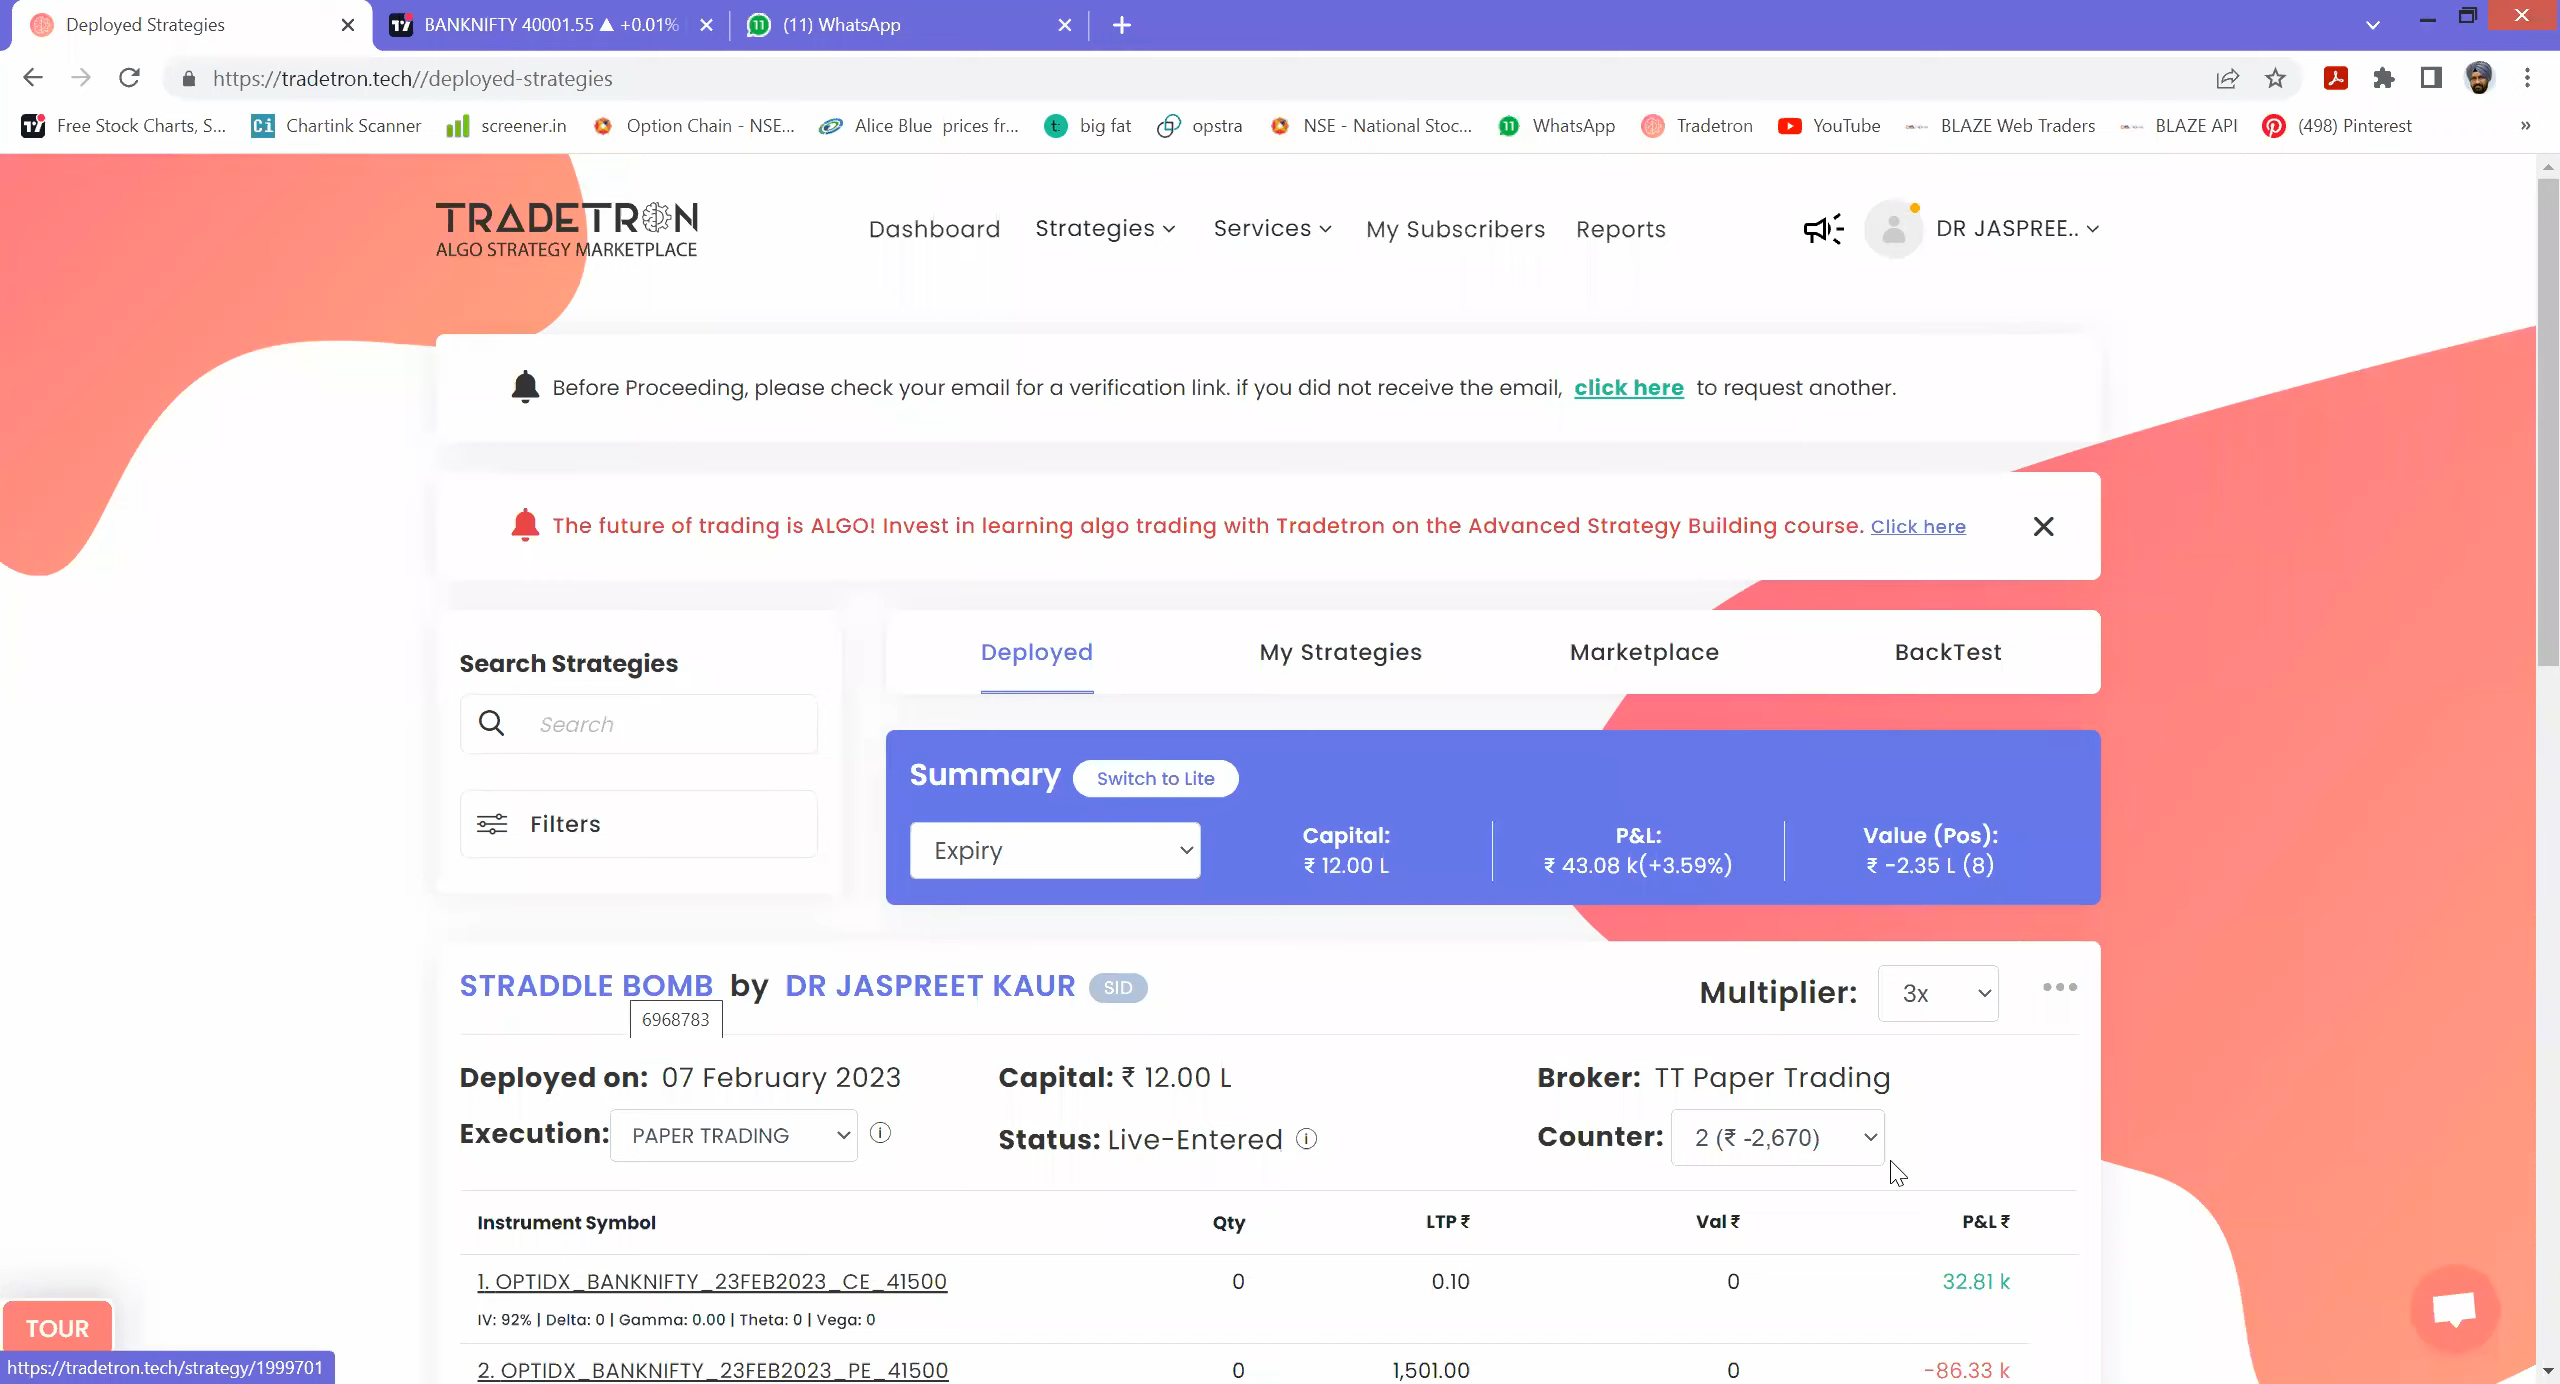 Deployed Strategies
BANKNIFTY 40001.55 ▲ +0.01%
(11) WhatsApp
https://tradetron.tech//deployed-strategies
Free Stock Charts, S...
Chartink Scanner
screener.in
Option Chain - NSE...
Alice Blue prices fr...
big fat
opstra
NSE - National Stoc...
WhatsApp
Tradetron
YouTube
BLAZE Web Traders
BLAZE API
(498) Pinterest
»
TRADETRON
ALGO STRATEGY MARKETPLACE
Dashboard
Strategies
Services
My Subscribers
Reports
DR JASPREE..
Before Proceeding, please check your email for a verification link. if you did not receive the email, click here to request another.
The future of trading is ALGO! Invest in learning algo trading with Tradetron on the Advanced Strategy Building course. Click here
Search Strategies
Search
Filters
Deployed
My Strategies
Marketplace
BackTest
Summary
Switch to Lite
Expiry
Capital:
₹ 12.00 L
P&L:
₹ 43.08 k(+3.59%)
Value (Pos):
₹ -2.35 L (8)
STRADDLE BOMB by DR JASPREET KAUR SID
6968783
Multiplier: 3x
Deployed on: 07 February 2023
Capital: ₹ 12.00 L
Broker: TT Paper Trading
Execution: PAPER TRADING
Status: Live-Entered
Counter: 2 (₹ -2,670)
Instrument Symbol Qty LTP ₹ Val ₹ P&L ₹
1. OPTIDX_BANKNIFTY_23FEB2023_CE_41500 0 0.10 0 32.81 k
IV: 92% | Delta: 0 | Gamma: 0.00 | Theta: 0 | Vega: 0
2. OPTIDX_BANKNIFTY_23FEB2023_PE_41500 0 1,501.00 0 -86.33 k
TOUR
https://tradetron.tech/strategy/1999701